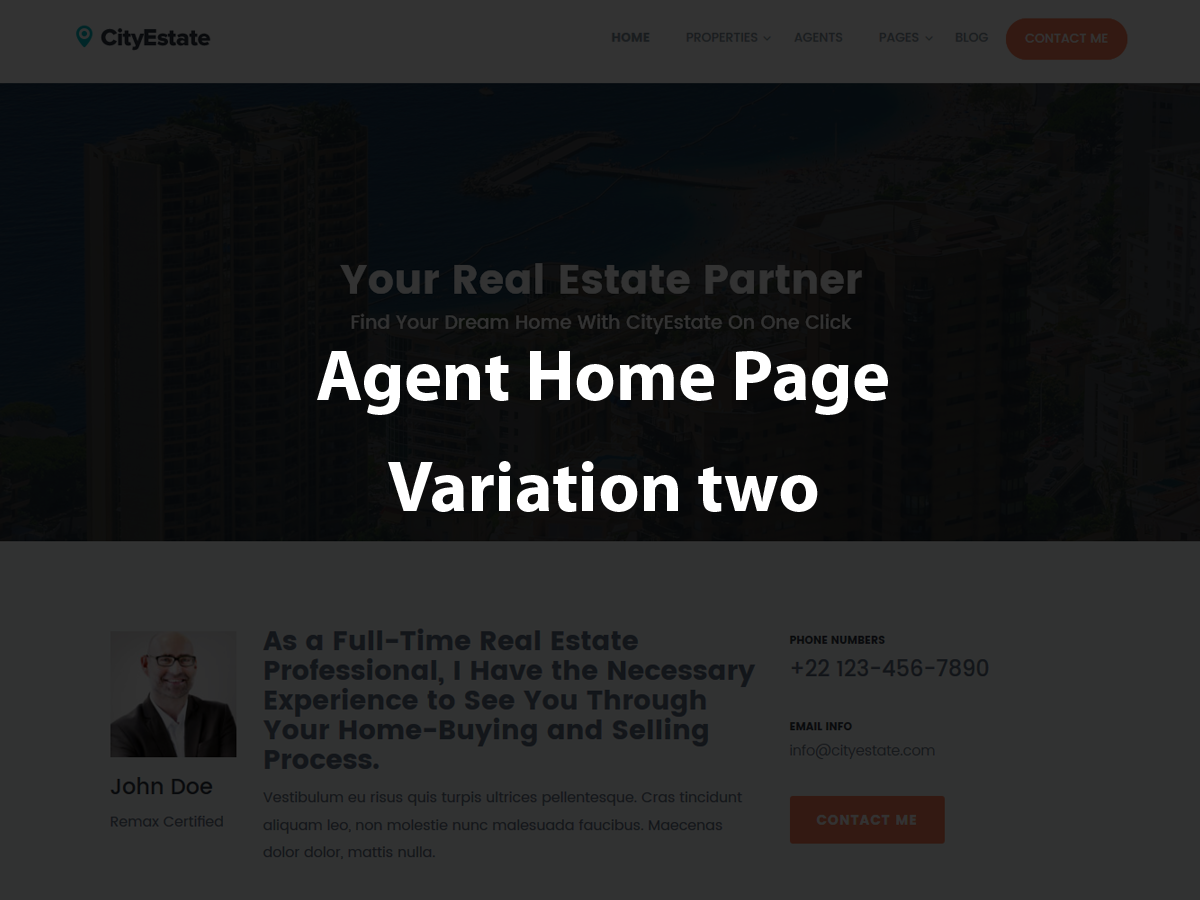 CityEstate
HOME PROPERTIES AGENTS PAGES BLOG CONTACT ME
Your Real Estate Partner
Find Your Dream Home With CityEstate On One Click
Agent Home Page
Variation two
As a Full-Time Real Estate
Professional, I Have the Necessary
Experience to See You Through
Your Home-Buying and Selling
Process.
Vestibulum eu risus quis turpis ultrices pellentesque. Cras tincidunt
aliquam leo, non molestie nunc malesuada faucibus. Maecenas
dolor dolor, mattis nulla.
John Doe
Remax Certified
PHONE NUMBERS
+22 123-456-7890
EMAIL INFO
info@cityestate.com
CONTACT ME